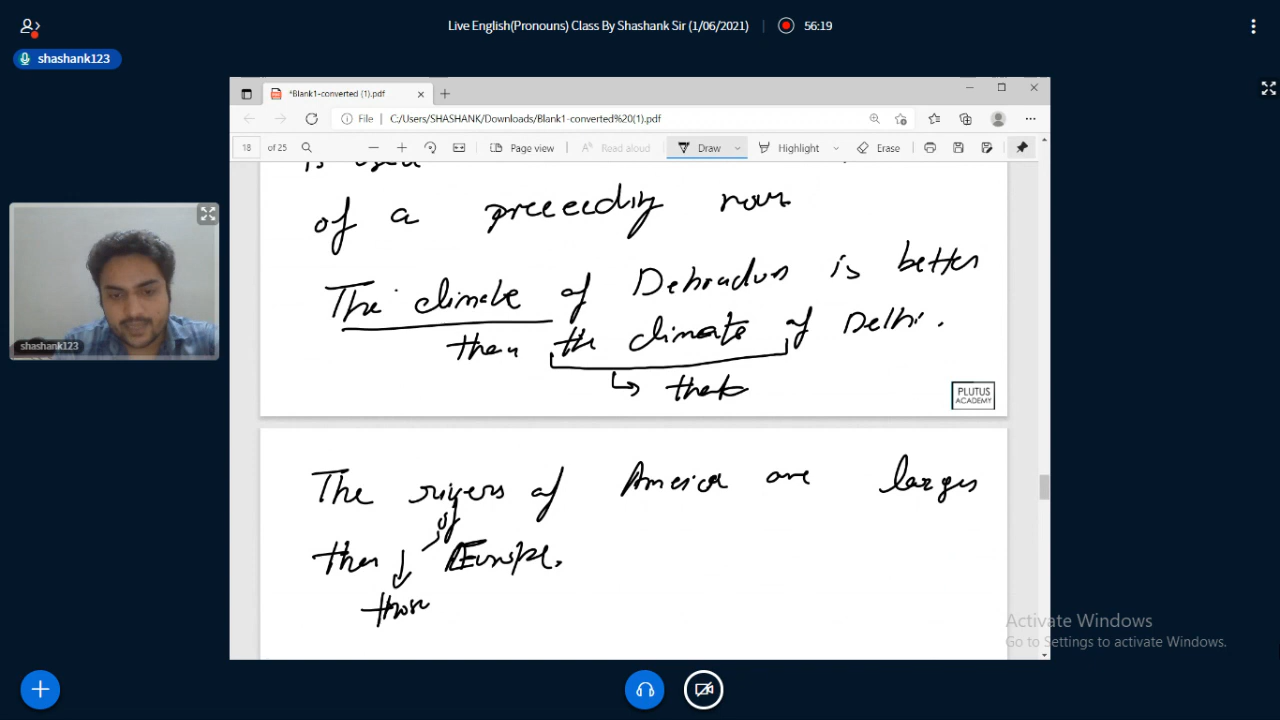 Live English(Pronouns) Class By Shashank Sir (1/06/2021) 56:19
shashank123
*Blank1-converted (1).pdf
File C:/Users/SHASHANK/Downloads/Blank1-converted%20(1).pdf
18 of 25 Page view Read aloud Draw Highlight Erase
is used
of a preceeding noun
The climate of Dehradun is better
than the climate of Delhi.
that
PLUTUS
ACADEMY
The rivers of America are larger
of
than Europe.
those
shashank123
Activate Windows
Go to Settings to activate Windows.